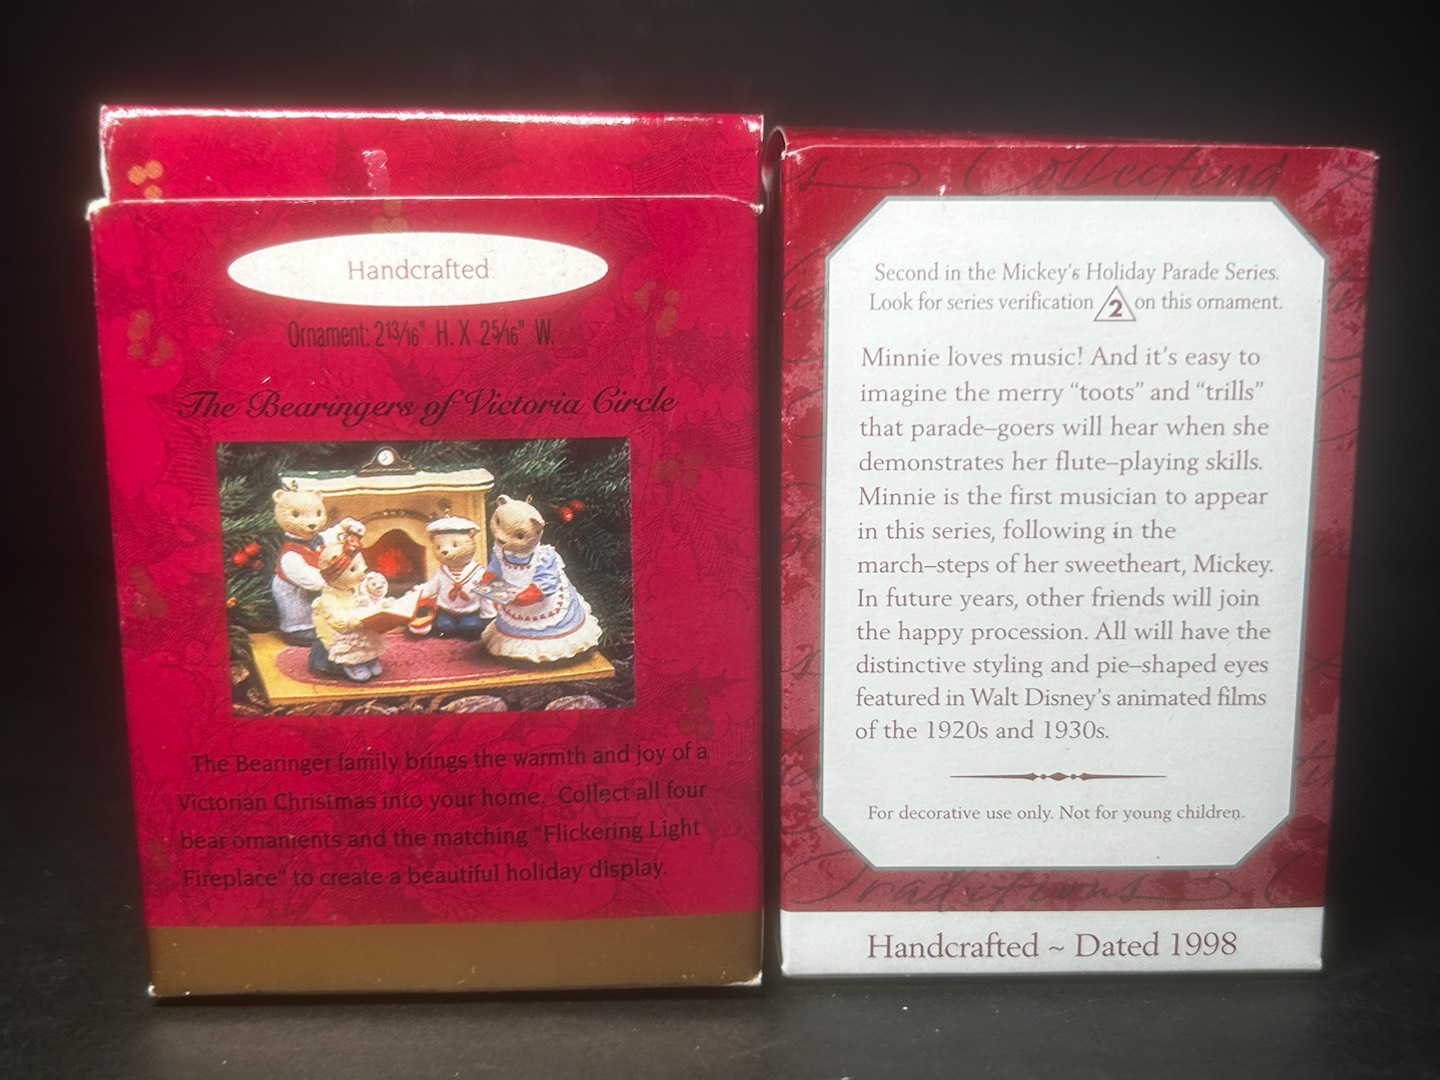 Handcrafted
Ornament: 2 13/16" H. X 2 5/16" W.
The Bearingers of Victoria Circle
The Bearinger family brings the warmth and joy of a
Victorian Christmas into your home. Collect all four
bear ornaments and the matching "Flickering Light
Fireplace" to create a beautiful holiday display.
Collecting
Second in the Mickey's Holiday Parade Series.
Look for series verification 2 on this ornament.
Minnie loves music! And it's easy to
imagine the merry “toots” and “trills”
that parade–goers will hear when she
demonstrates her flute–playing skills.
Minnie is the first musician to appear
in this series, following in the
march–steps of her sweetheart, Mickey.
In future years, other friends will join
the happy procession. All will have the
distinctive styling and pie–shaped eyes
featured in Walt Disney's animated films
of the 1920s and 1930s.
For decorative use only. Not for young children.
Traditions
Handcrafted ~ Dated 1998